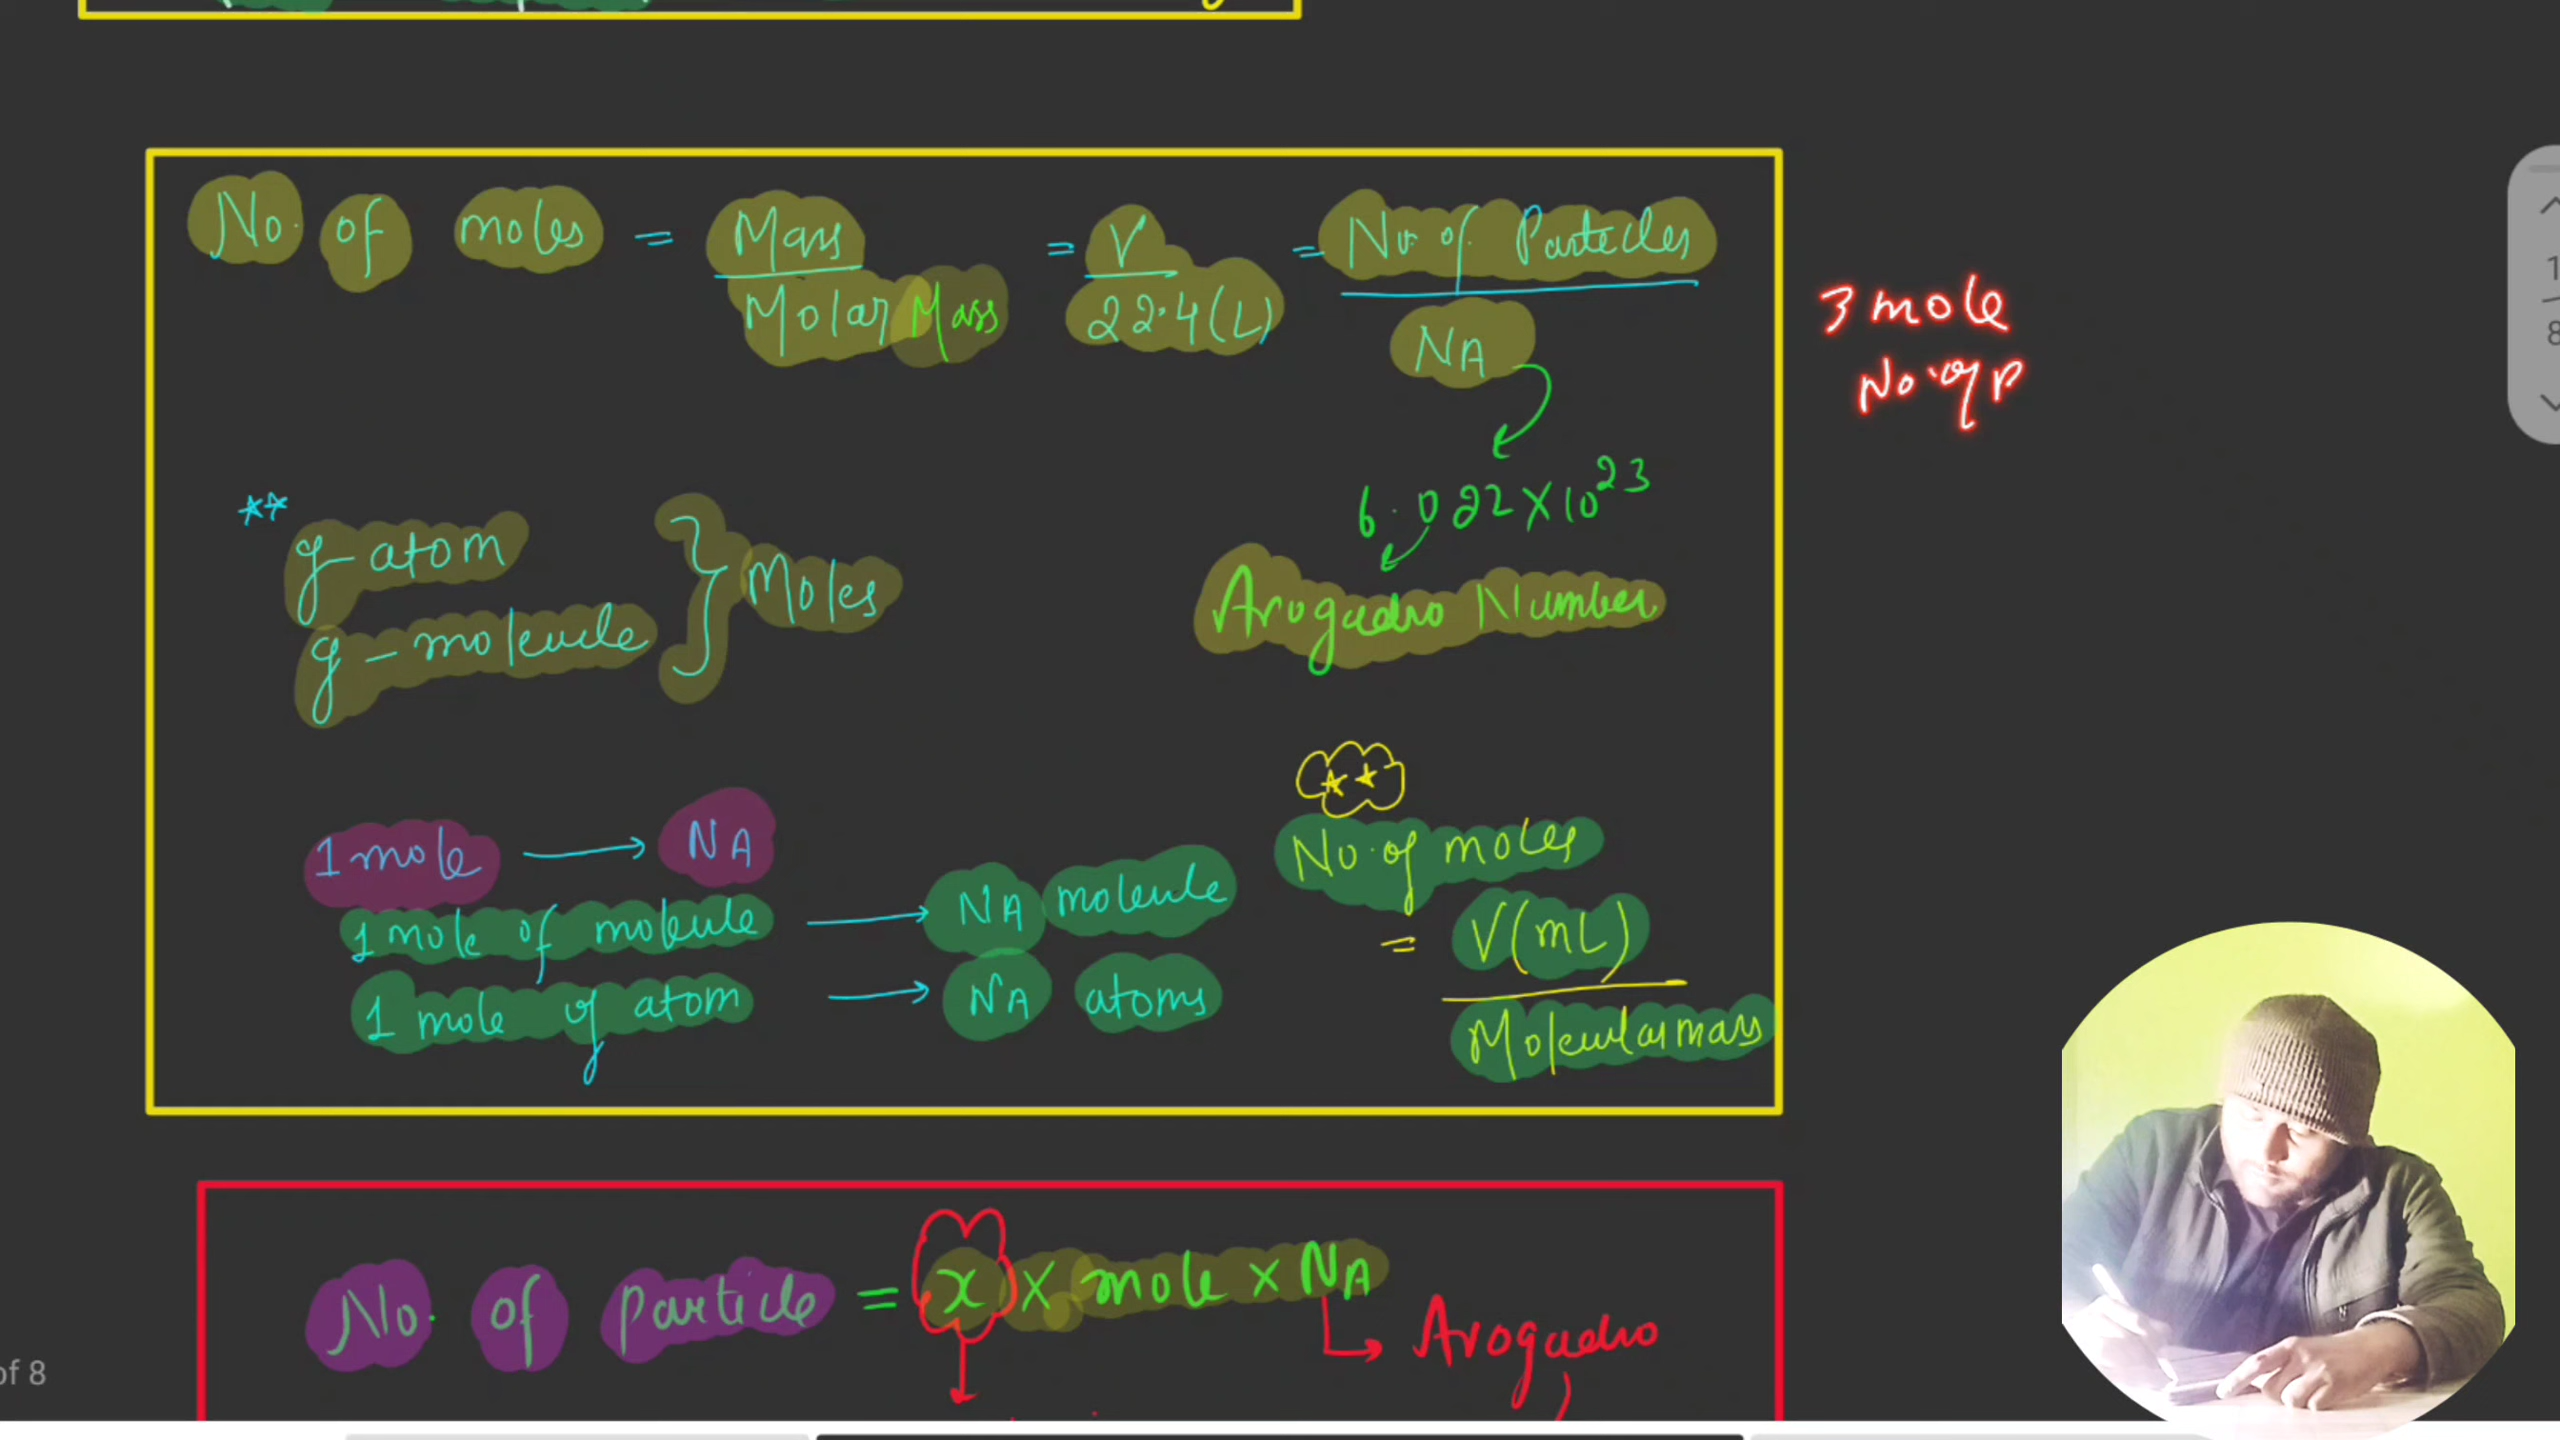 No. of moles = Mass / Molar Mass = V / 22.4 (L) = No. of Particles / NA
3 mole
No. of P
6.022 X 10^23
** g-atom
g-molecule } Moles
Avogadro Number
1 mole → NA
1 mole of molecule → NA molecule
1 mole of atom → NA atoms
No. of moles
= V(mL) / Molecular mass
No. of particle = x X mole x NA
→ Avogadro
of 8
1
8